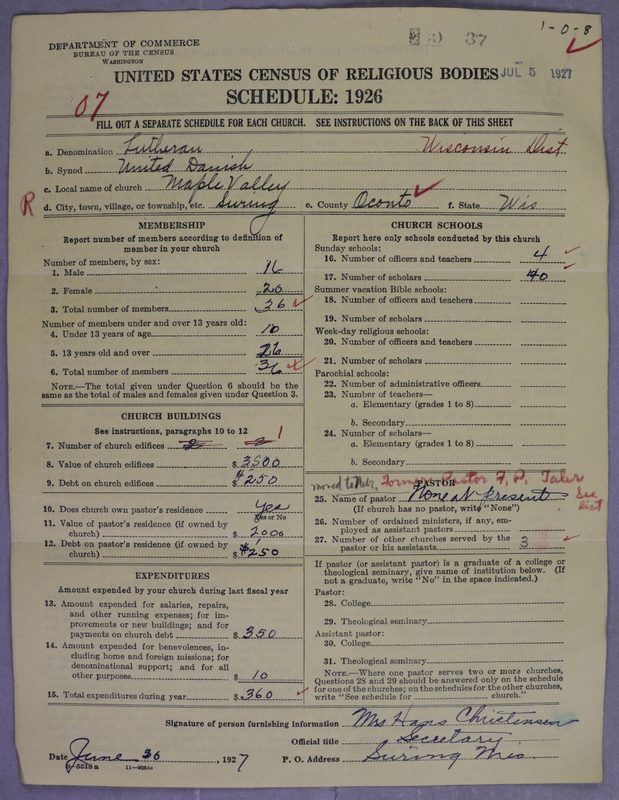 1-0-8
37
DEPARTMENT OF COMMERCE
BUREAU OF THE CENSUS
WASHINGTON
UNITED STATES CENSUS OF RELIGIOUS BODIES
JUL 5 1927
SCHEDULE: 1926
07
FILL OUT A SEPARATE SCHEDULE FOR EACH CHURCH. SEE INSTRUCTIONS ON THE BACK OF THIS SHEET
a. Denomination Lutheran Wisconsin Dist
b. Synod United Danish
c. Local name of church Maple Valley
R d. City, town, village, or township, etc. Suring e. County Oconto f. State Wis
MEMBERSHIP
Report number of members according to definition of
member in your church
Number of members, by sex:
1. Male 16
2. Female 20
3. Total number of members 36
Number of members under and over 13 years old:
4. Under 13 years of age 10
5. 13 years old and over 26
6. Total number of members 36
NOTE.—The total given under Question 6 should be the
same as the total of males and females given under Question 3.
CHURCH BUILDINGS
See instructions, paragraphs 10 to 12
7. Number of church edifices 2 2 1
8. Value of church edifices $ 3500
9. Debt on church edifices $ 250
10. Does church own pastor's residence Yes
Yes or No
11. Value of pastor's residence (if owned by
church) $ 2000
12. Debt on pastor's residence (if owned by
church) $ 250
EXPENDITURES
Amount expended by your church during last fiscal year
13. Amount expended for salaries, repairs,
and other running expenses; for im-
provements or new buildings; and for
payments on church debt $ 350
14. Amount expended for benevolences, in-
cluding home and foreign missions; for
denominational support; and for all
other purposes $ 10
15. Total expenditures during year $ 360
CHURCH SCHOOLS
Report here only schools conducted by this church
Sunday schools:
16. Number of officers and teachers 4
17. Number of scholars 40
Summer vacation Bible schools:
18. Number of officers and teachers
19. Number of scholars
Week-day religious schools:
20. Number of officers and teachers
21. Number of scholars
Parochial schools:
22. Number of administrative officers
23. Number of teachers—
a. Elementary (grades 1 to 8)
b. Secondary
24. Number of scholars—
a. Elementary (grades 1 to 8)
b. Secondary
moved to Nebr. Former Pastor F. P.
PASTOR
25. Name of pastor None at present See list
(If church has no pastor, write "None")
26. Number of ordained ministers, if any, em-
ployed as assistant pastors
27. Number of other churches served by the
pastor or his assistants 3
If pastor (or assistant pastor) is a graduate of a college or
theological seminary, give name of institution below. (If
not a graduate, write "No" in the space indicated.)
Pastor:
28. College
29. Theological seminary
Assistant pastor:
30. College
31. Theological seminary
NOTE.—Where one pastor serves two or more churches,
Questions 28 and 29 should be answered only on the schedule
for one of the churches; on the schedules for the other churches,
write "See schedule for church."
Signature of person furnishing information Mrs Hans Christensen
Official title Secretary
Date June 30, 1927 P. O. Address Suring Wis.
8-5518a 11-9084a